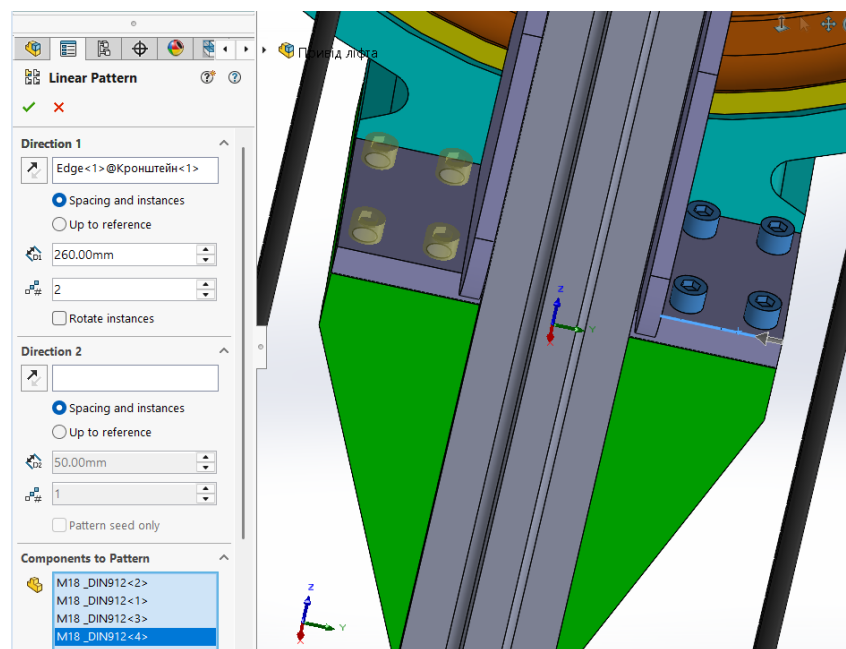 Привід ліфта
Linear Pattern
Direction 1
Edge<1>@Кронштейн<1>
Spacing and instances
Up to reference
D1
260.00mm
#
2
Rotate instances
Direction 2
Spacing and instances
Up to reference
D2
50.00mm
#
1
Pattern seed only
Components to Pattern
M18 _DIN912<2>
M18 _DIN912<1>
M18 _DIN912<3>
M18 _DIN912<4>
Z
Y
X
Z
Y
X